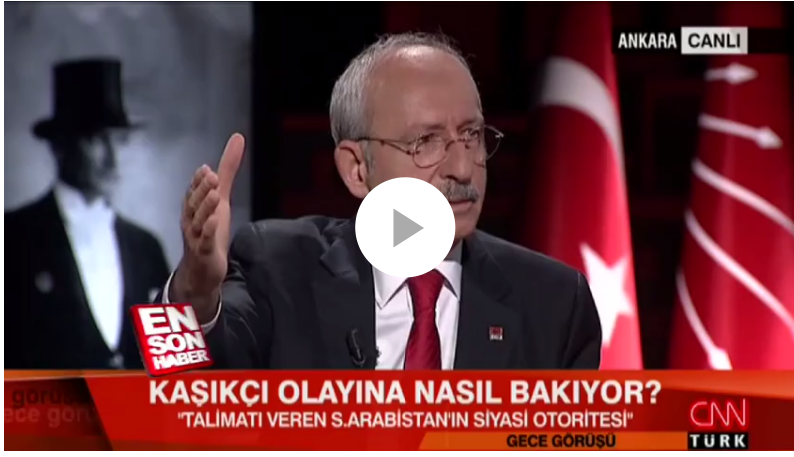 ANKARA CANLI
EN
SON
HABER
KAŞIKÇI OLAYINA NASIL BAKIYOR?
"TALİMATI VEREN S.ARABİSTAN'IN SİYASİ OTORİTESİ"
GECE GÖRÜŞÜ
CNN
TÜRK